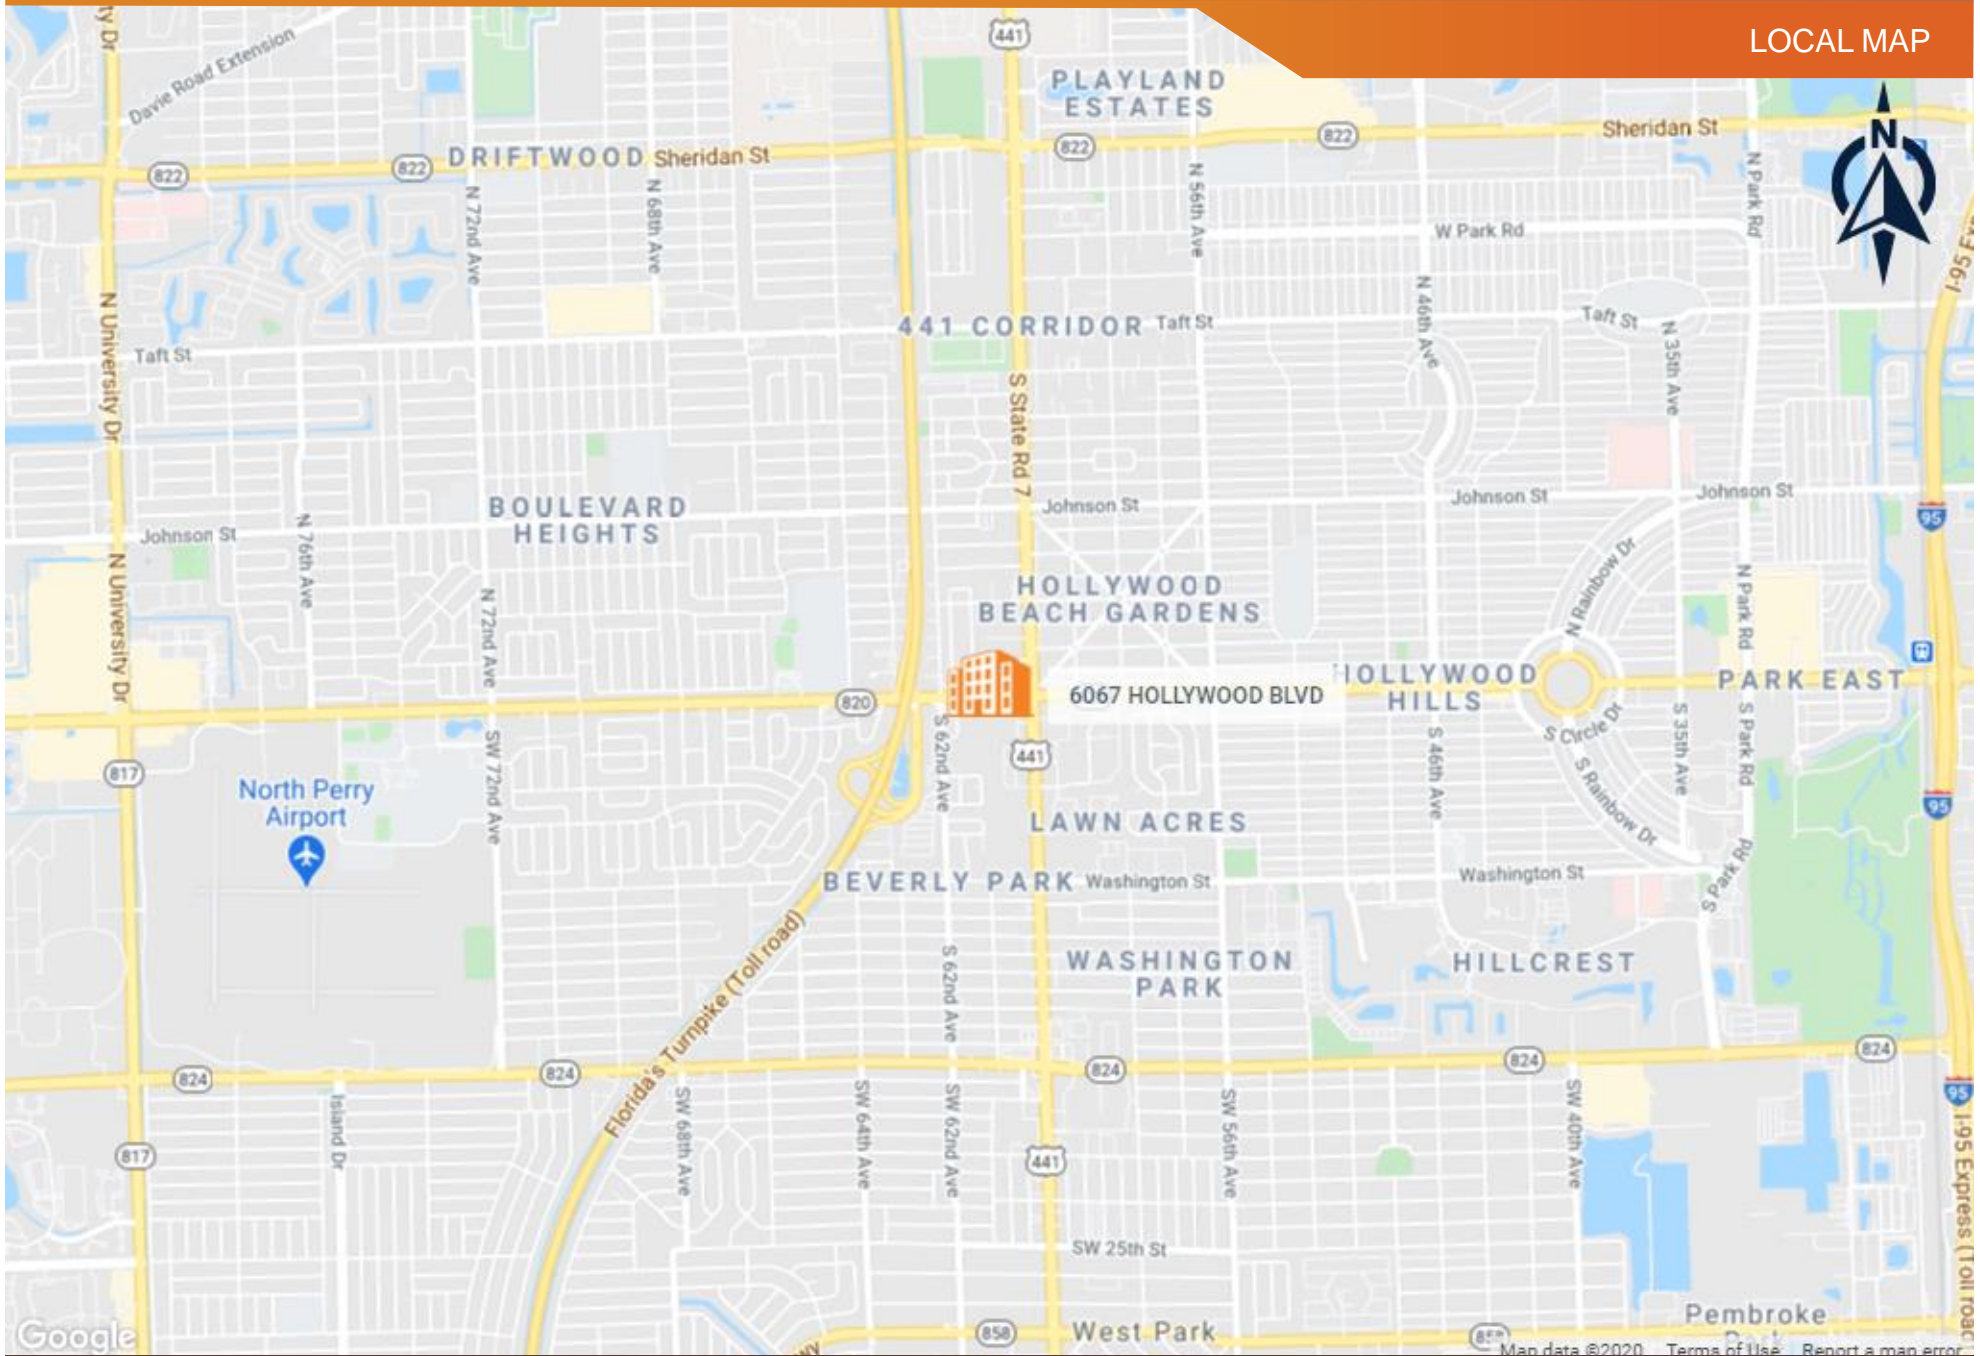 LOCAL MAP
N
441
Davie Road Extension
PLAYLAND
ESTATES
822
Sheridan St
822
822
DRIFTWOOD
Sheridan St
822
N 72nd Ave
N 68th Ave
N 56th Ave
N Park Rd
W Park Rd
N University Dr
N 46th Ave
441 CORRIDOR
Taft St
Taft St
N 35th Ave
Taft St
S State Rd 7
BOULEVARD
HEIGHTS
Johnson St
Johnson St
Johnson St
Johnson St
N 76th Ave
95
N University Dr
N 72nd Ave
HOLLYWOOD
BEACH GARDENS
N Rainbow Dr
N Park Rd
820
6067 HOLLYWOOD BLVD
HOLLYWOOD
HILLS
PARK EAST
S Circle Dr
S 35th Ave
S Park Rd
S 62nd Ave
441
S 46th Ave
SW 72nd Ave
817
North Perry
Airport
S Rainbow Dr
95
LAWN ACRES
BEVERLY PARK
Washington St
Washington St
S Park Rd
Florida's Turnpike (Toll road)
S 62nd Ave
WASHINGTON
PARK
HILLCREST
824
824
824
824
824
Island Dr
SW 68th Ave
SW 64th Ave
SW 62nd Ave
SW 56th Ave
SW 40th Ave
95
817
441
I-95 Express (Toll road
SW 25th St
Google
858
West Park
Pembroke
Map data ©2020
Terms of Use
Report a map error